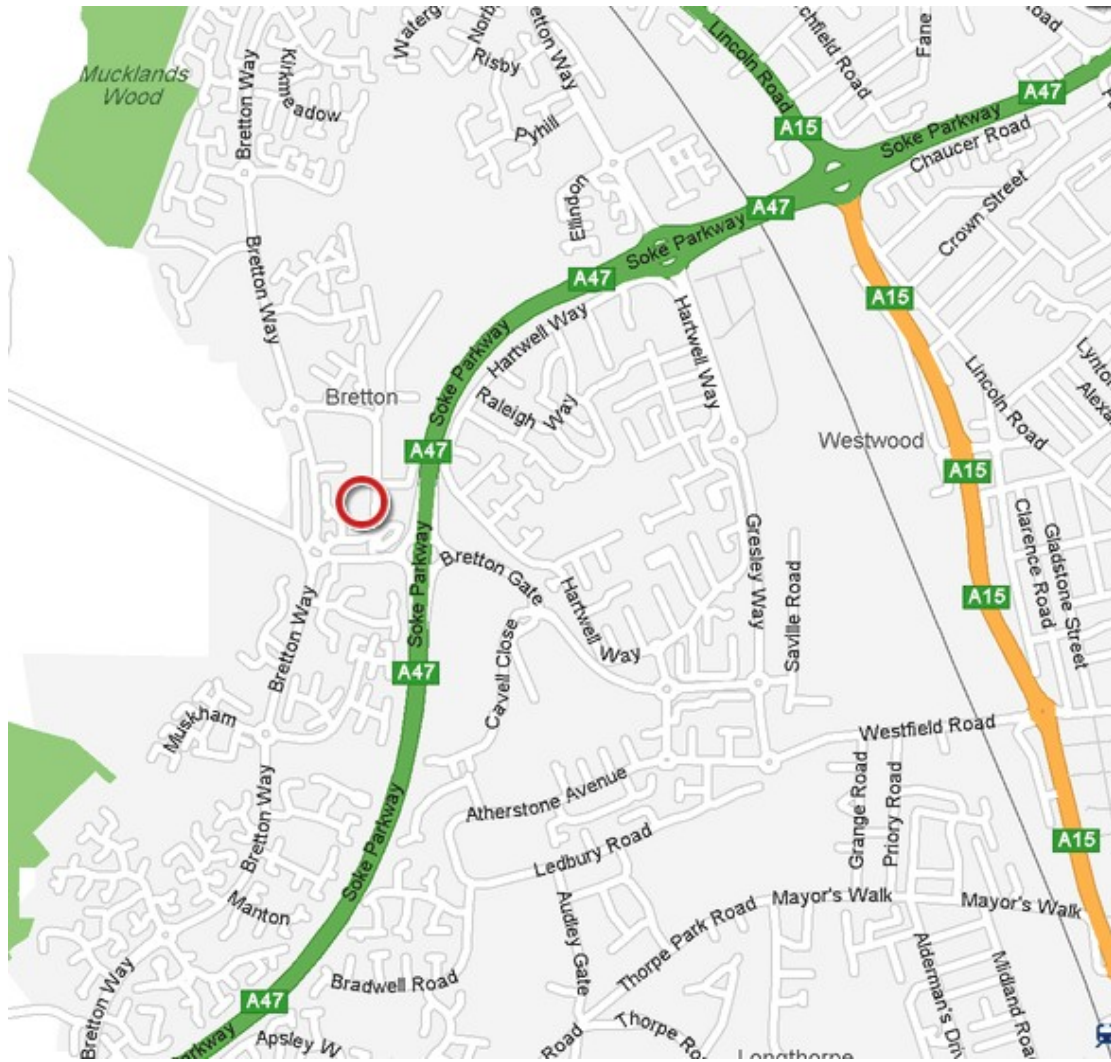 Mucklands
Wood
Bretton Way
Kirkmeadow
Risby
Pyhill
Ellindon
Lincoln Road
Fane
Road
A15
A47
Soke Parkway
Chaucer Road
Crown Street
A47
Soke Parkway
A47
A15
Bretton Way
Hartwell Way
Soke Parkway
Hartwell Way
Raleigh
Way
Bretton
Westwood
Lincoln Road
A47
A15
Bretton Gate
Soke Parkway
Hartwell Way
Gresley Way
Saville Road
Clarence Road
Gladstone Street
A15
Bretton Way
Cavell Close
A47
Muskham
Westfield Road
Bretton Way
Soke Parkway
Atherstone Avenue
Ledbury Road
Grange Road
Priory Road
A15
Manton
Audley Gate
Thorpe Park Road
Mayor's Walk
Mayor's Walk
Bretton Way
Bradwell Road
A47
Apsley W
Road
Midland Road
Longthorpe